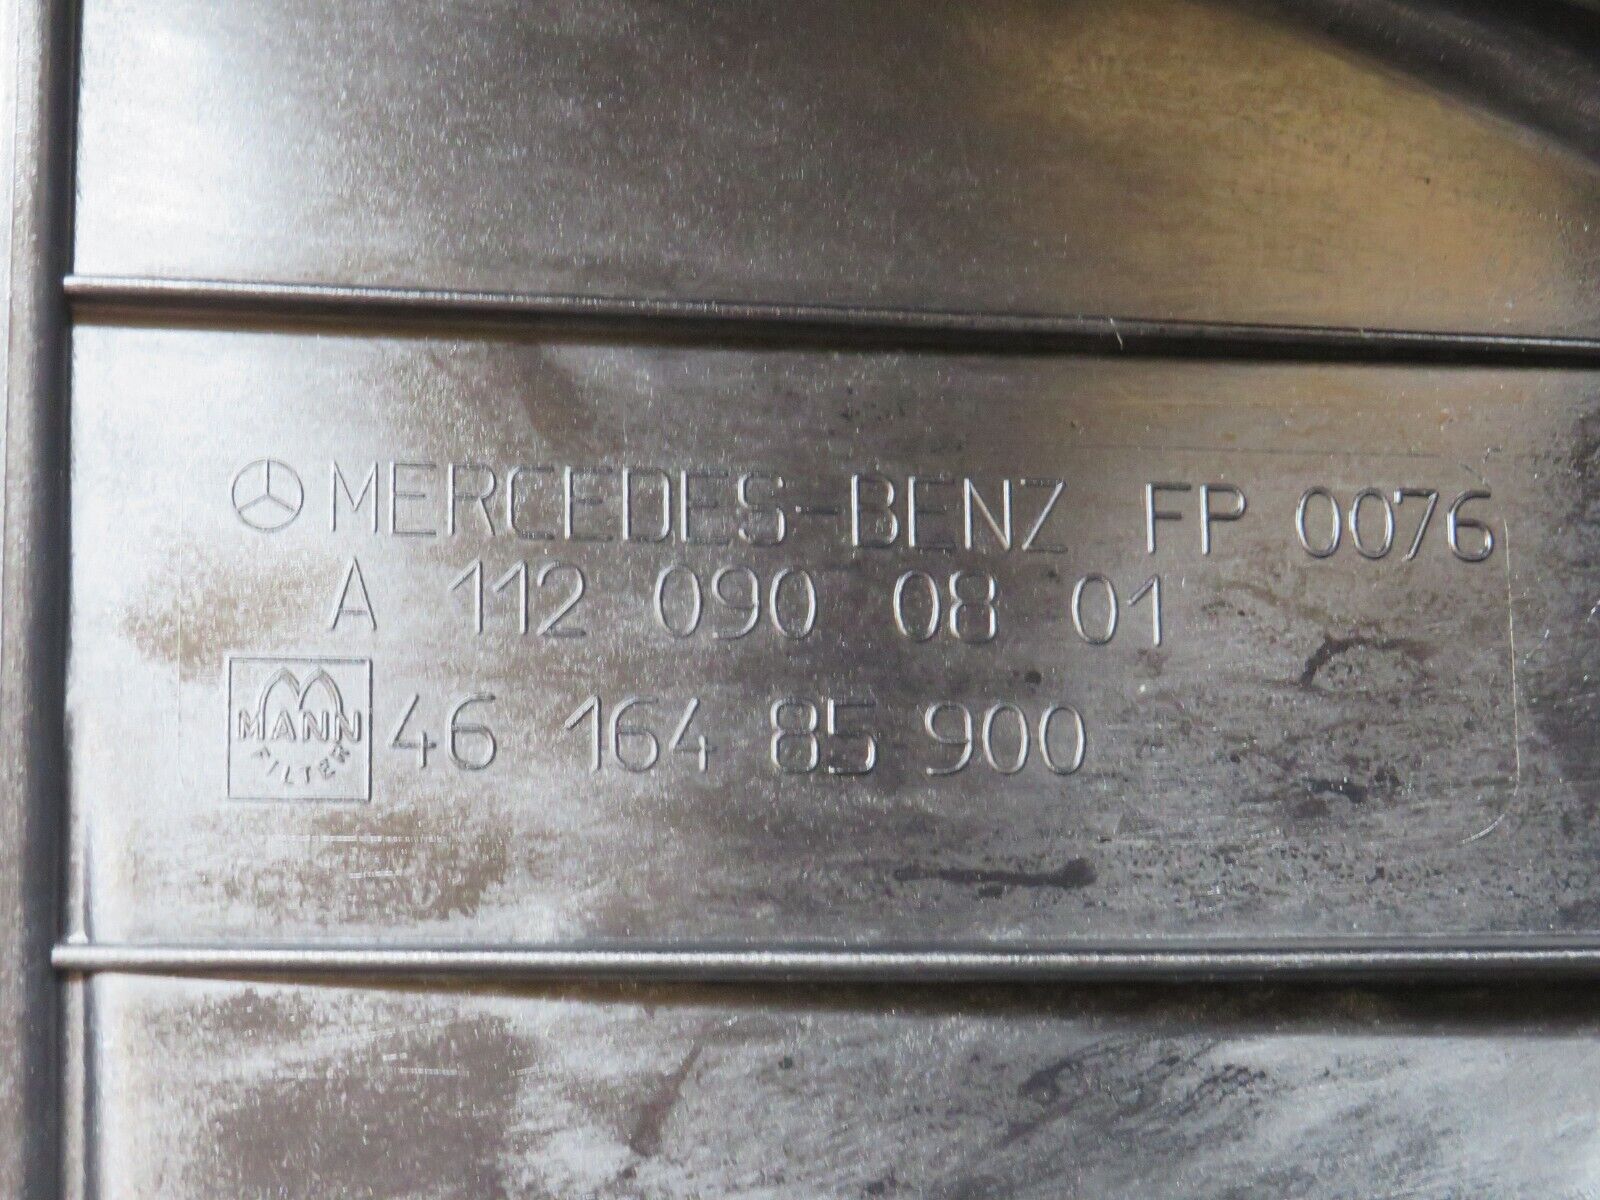 MERCEDES-BENZ FP 0076
A 112 090 08 01
MANN FILTER 46 164 85 900